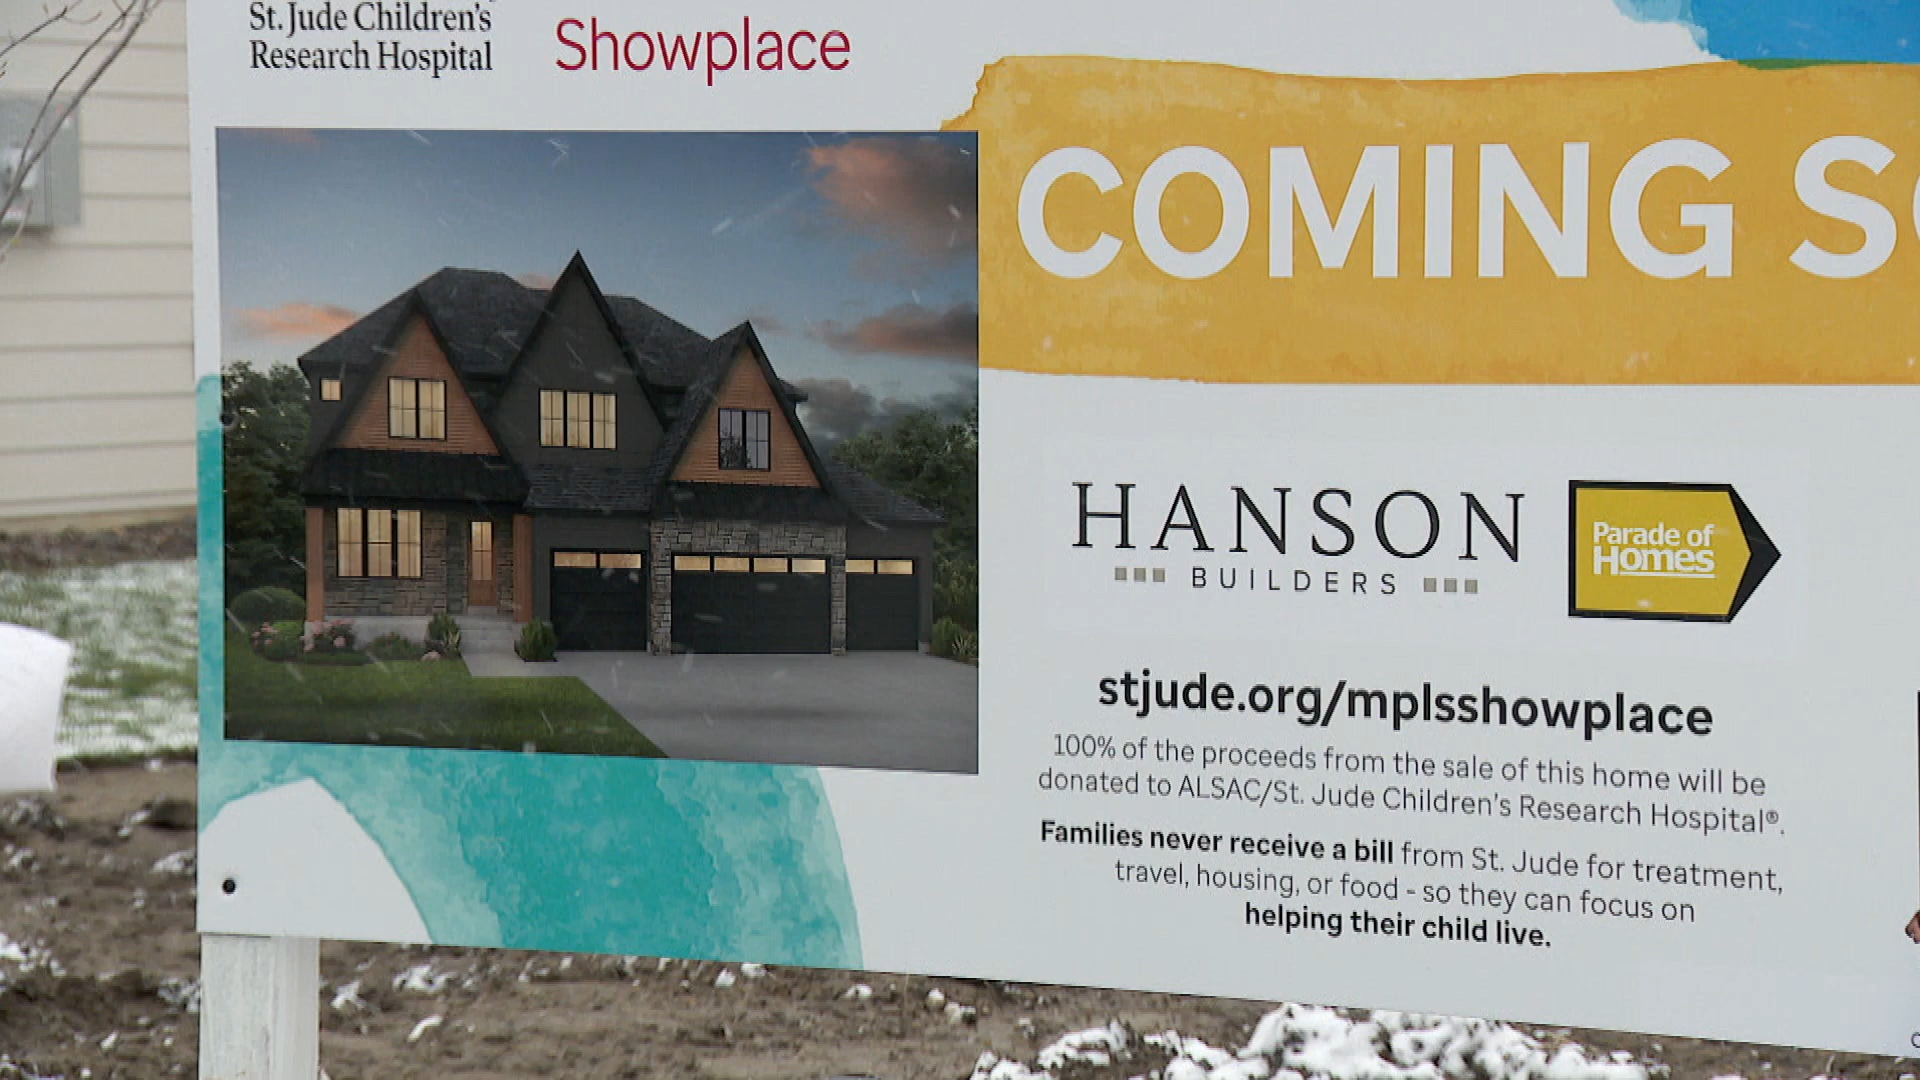 St. Jude Children's
Research Hospital
Showplace
COMING
HANSON
BUILDERS
Parade of
Homes
stjude.org/mplsshowplace
100% of the proceeds from the sale of this home will be
donated to ALSAC/St. Jude Children's Research Hospital®.
Families never receive a bill from St. Jude for treatment,
travel, housing, or food - so they can focus on
helping their child live.